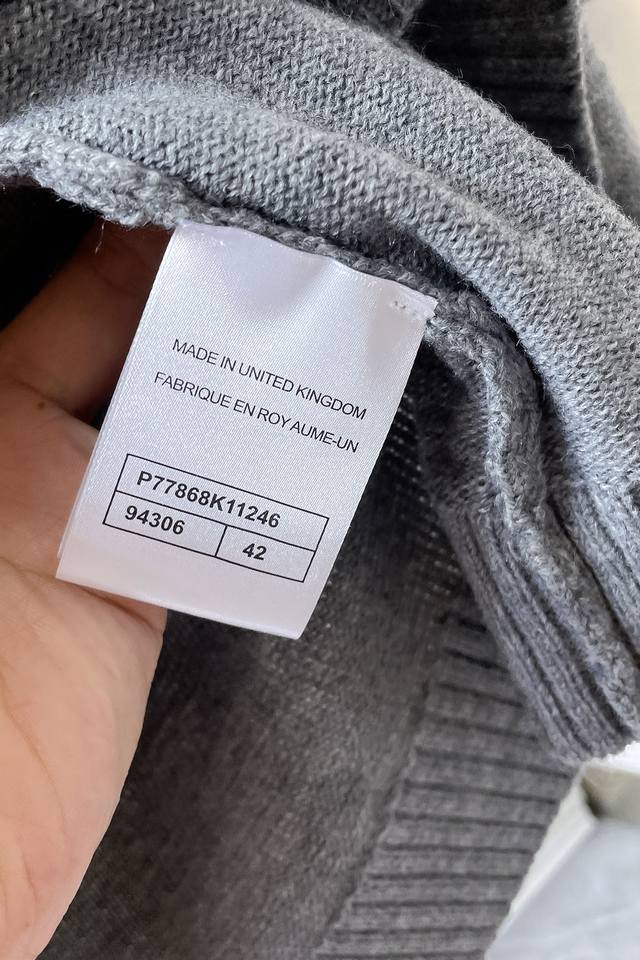 MADE IN UNITED KINGDOM
FABRIQUE EN ROY AUME-UN
P77868K11246
94306 42